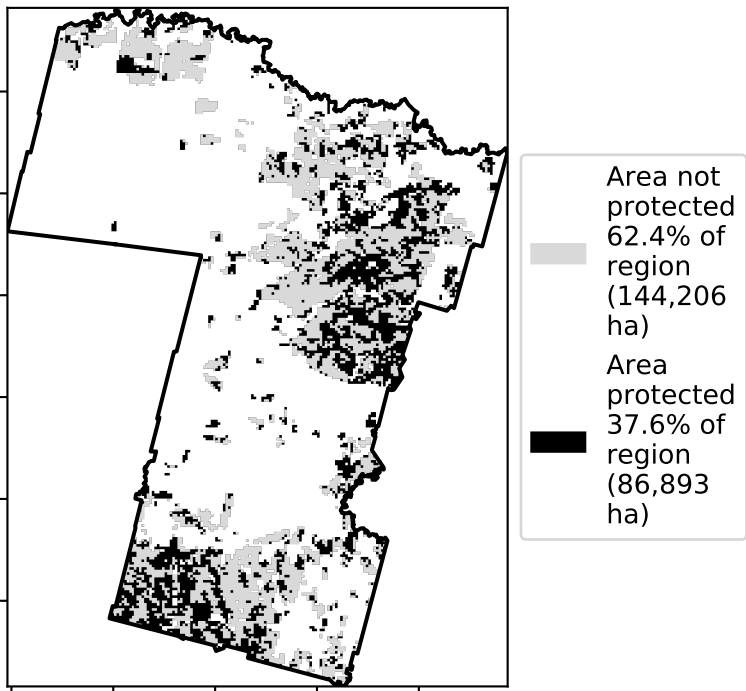 Area not
protected
62.4% of
region
(144,206
ha)
Area
protected
37.6% of
region
(86,893
ha)